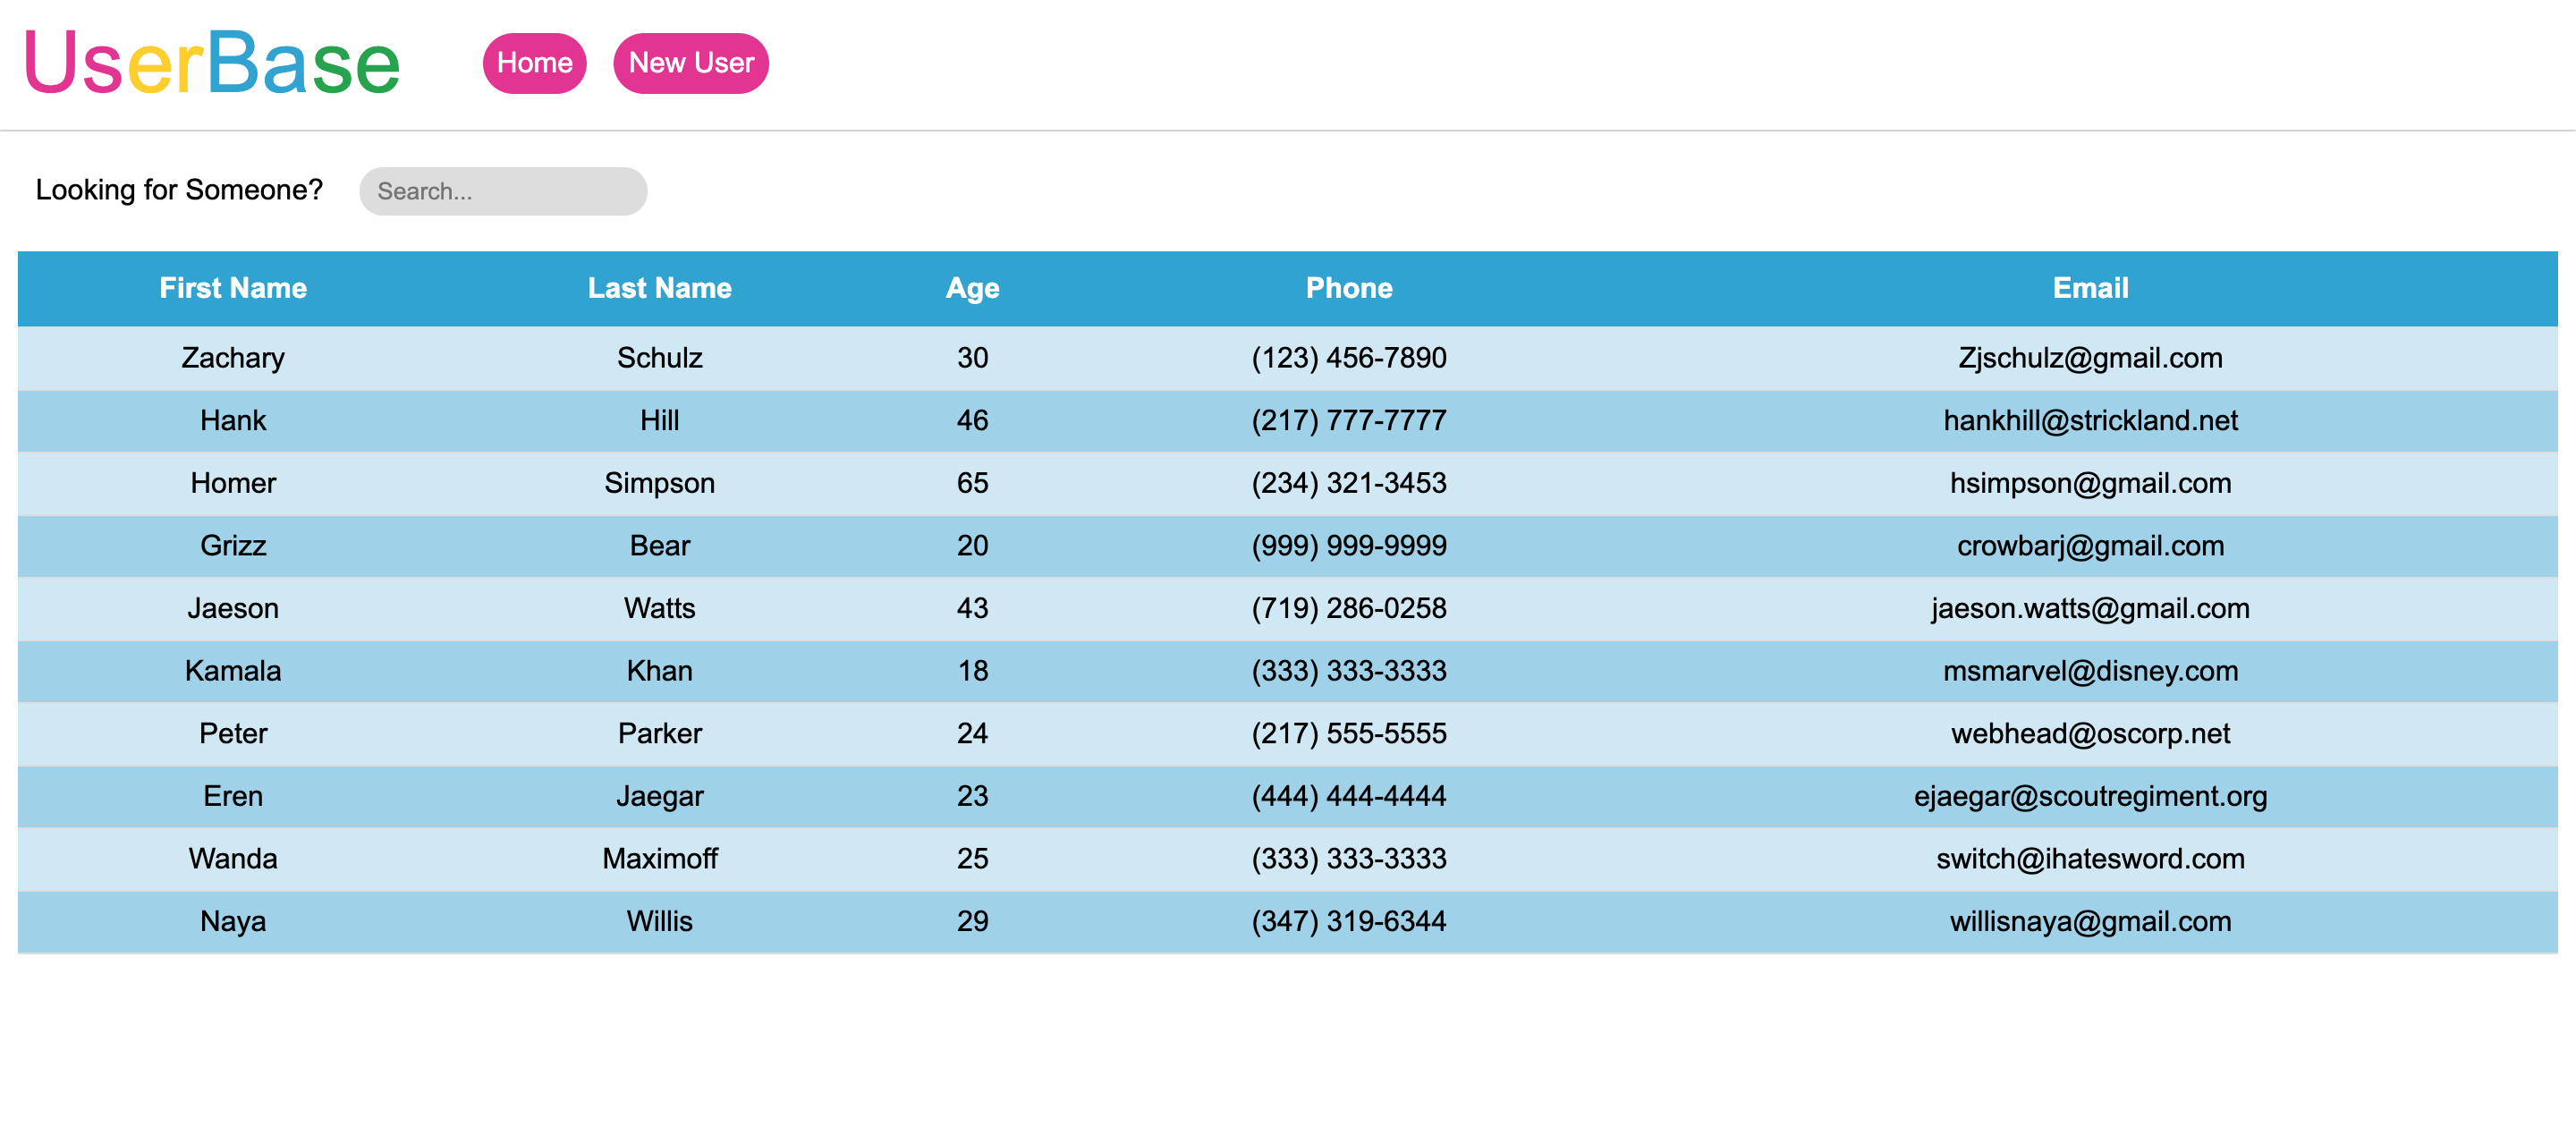 UserBase Home New User
Looking for Someone? Search...
First Name Last Name Age Phone Email
Zachary Schulz 30 (123) 456-7890 Zjschulz@gmail.com
Hank Hill 46 (217) 777-7777 hankhill@strickland.net
Homer Simpson 65 (234) 321-3453 hsimpson@gmail.com
Grizz Bear 20 (999) 999-9999 crowbarj@gmail.com
Jaeson Watts 43 (719) 286-0258 jaeson.watts@gmail.com
Kamala Khan 18 (333) 333-3333 msmarvel@disney.com
Peter Parker 24 (217) 555-5555 webhead@oscorp.net
Eren Jaegar 23 (444) 444-4444 ejaegar@scoutregiment.org
Wanda Maximoff 25 (333) 333-3333 switch@ihatesword.com
Naya Willis 29 (347) 319-6344 willisnaya@gmail.com